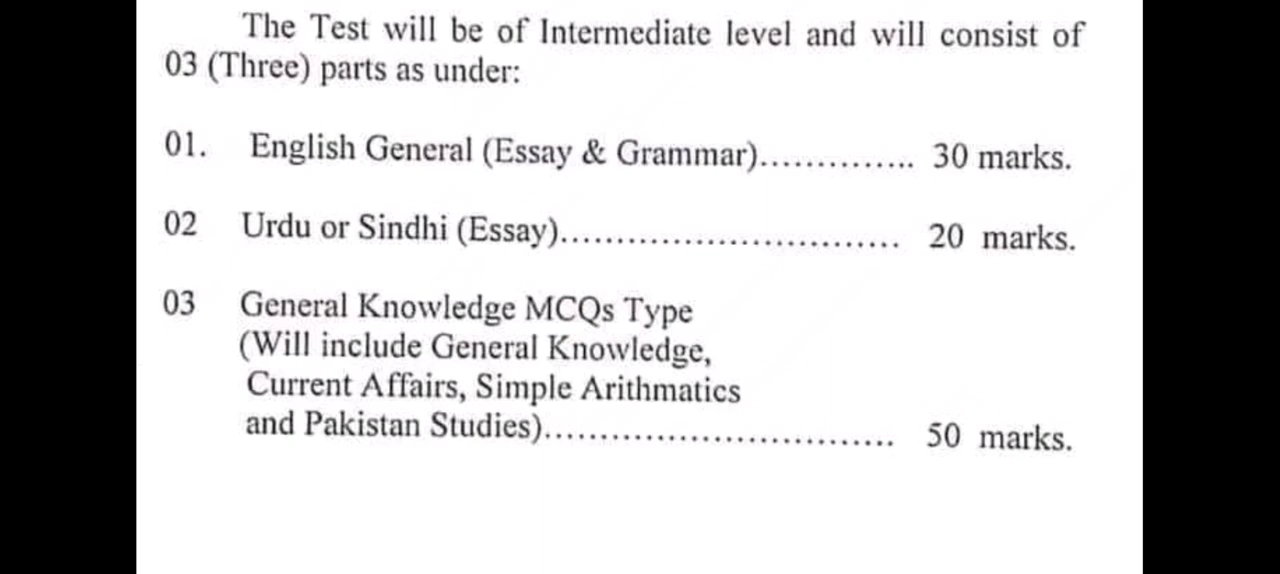 The Test will be of Intermediate level and will consist of
03 (Three) parts as under:
01. English General (Essay & Grammar).............. 30 marks.
02 Urdu or Sindhi (Essay).............................. 20 marks.
03 General Knowledge MCQs Type
(Will include General Knowledge,
Current Affairs, Simple Arithmatics
and Pakistan Studies)............................... 50 marks.